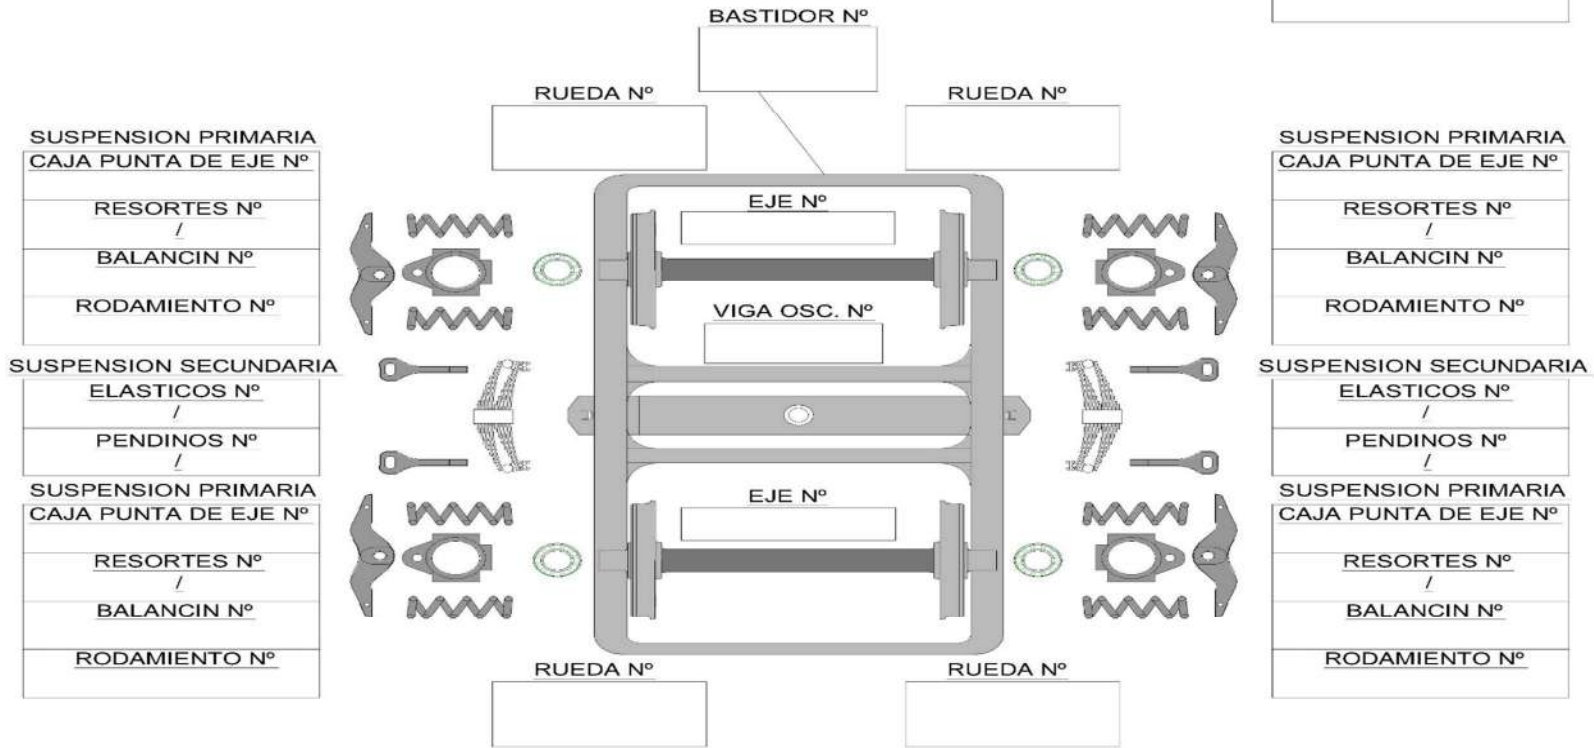 BASTIDOR Nº
RUEDA Nº
RUEDA Nº
SUSPENSION PRIMARIA
CAJA PUNTA DE EJE Nº
RESORTES Nº
/
BALANCIN Nº
RODAMIENTO Nº
EJE Nº
SUSPENSION PRIMARIA
CAJA PUNTA DE EJE Nº
RESORTES Nº
/
BALANCIN Nº
RODAMIENTO Nº
VIGA OSC. Nº
SUSPENSION SECUNDARIA
ELASTICOS Nº
/
PENDINOS Nº
/
SUSPENSION SECUNDARIA
ELASTICOS Nº
/
PENDINOS Nº
/
SUSPENSION PRIMARIA
CAJA PUNTA DE EJE Nº
RESORTES Nº
/
BALANCIN Nº
RODAMIENTO Nº
EJE Nº
SUSPENSION PRIMARIA
CAJA PUNTA DE EJE Nº
RESORTES Nº
/
BALANCIN Nº
RODAMIENTO Nº
RUEDA Nº
RUEDA Nº